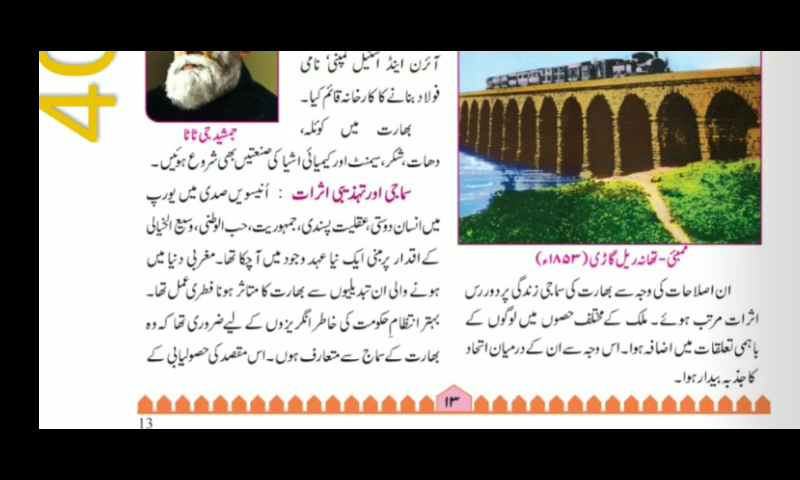 40
ممبئی-تھانہ ریل گاڑی (۱۸۵۳ء)
ان اصلاحات کی وجہ سے بھارت کی سماجی زندگی پر دور رس
اثرات مرتب ہوئے۔ ملک کے مختلف حصوں میں لوگوں کے
باہمی تعلقات میں اضافہ ہوا۔ اس وجہ سے ان کے درمیان اتحاد
کا جذبہ بیدار ہوا۔
آئرن اینڈ اسٹیل کمپنی' نامی
فولاد بنانے کا کارخانہ قائم کیا۔
جمشید جی ٹاٹا
بھارت میں کوئلہ،
دھات، شکر، سیمنٹ اور کیمیائی اشیا کی صنعتیں بھی شروع ہوئیں۔
سماجی اور تہذیبی اثرات : اُنیسویں صدی میں یورپ
میں انسان دوستی، عقلیت پسندی، جمہوریت، حب الوطنی، وسیع الخیالی
کے اقدار پر مبنی ایک نیا عہد وجود میں آ چکا تھا۔ مغربی دنیا میں
ہونے والی ان تبدیلیوں سے بھارت کا متاثر ہونا فطری عمل تھا۔
بہتر انتظامِ حکومت کی خاطر انگریزوں کے لیے ضروری تھا کہ وہ
بھارت کے سماج سے متعارف ہوں۔ اس مقصد کی حصولیابی کے
۱۳
13